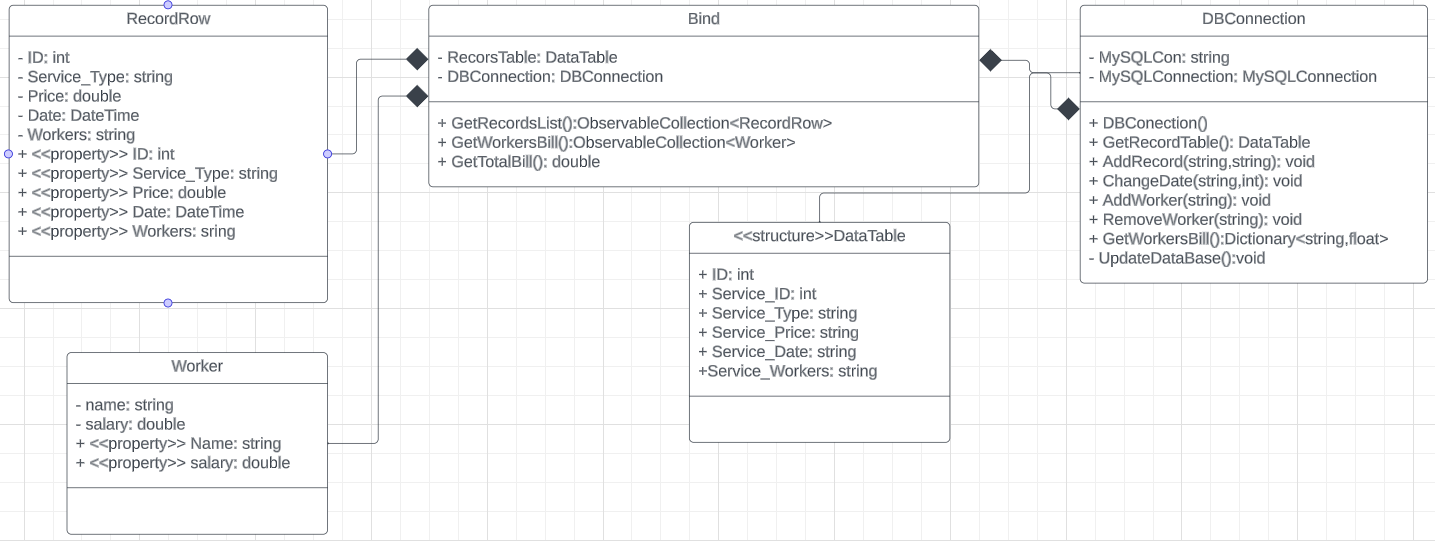 RecordRow
- ID: int
- Service_Type: string
- Price: double
- Date: DateTime
- Workers: string
+ <<property>> ID: int
+ <<property>> Service_Type: string
+ <<property>> Price: double
+ <<property>> Date: DateTime
+ <<property>> Workers: sring
Bind
- RecorsTable: DataTable
- DBConnection: DBConnection
+ GetRecordsList():ObservableCollection<RecordRow>
+ GetWorkersBill():ObservableCollection<Worker>
+ GetTotalBill(): double
DBConnection
- MySQLCon: string
- MySQLConnection: MySQLConnection
+ DBConection()
+ GetRecordTable(): DataTable
+ AddRecord(string,string): void
+ ChangeDate(string,int): void
+ AddWorker(string): void
+ RemoveWorker(string): void
+ GetWorkersBill():Dictionary<string,float>
- UpdateDataBase():void
<<structure>>DataTable
+ ID: int
+ Service_ID: int
+ Service_Type: string
+ Service_Price: string
+ Service_Date: string
+Service_Workers: string
Worker
- name: string
- salary: double
+ <<property>> Name: string
+ <<property>> salary: double